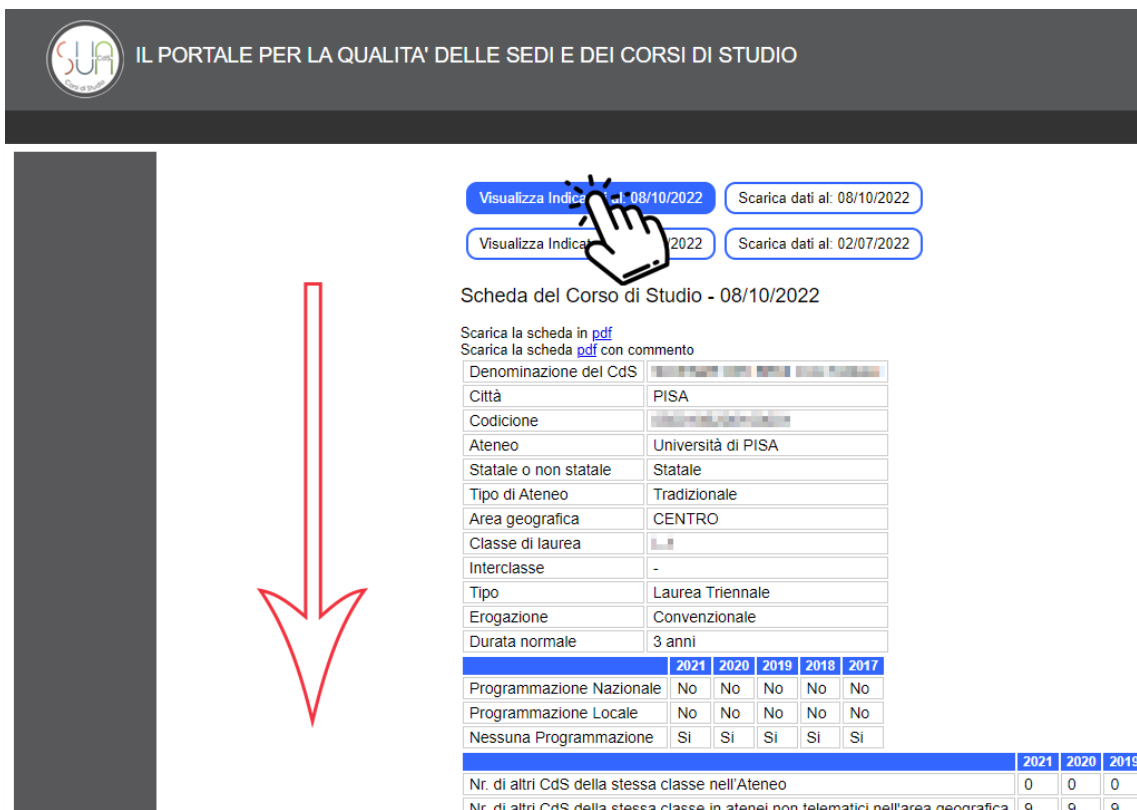 SUA CdS
Corsi di Studio
IL PORTALE PER LA QUALITA' DELLE SEDI E DEI CORSI DI STUDIO
Visualizza al: 08/10/2022 Scarica dati al: 08/10/2022
Visualizza /2022 Scarica dati al: 02/07/2022
Scheda del Corso di Studio - 08/10/2022
Scarica la scheda in pdf
Scarica la scheda pdf con commento
Denominazione del CdS
Città PISA
Codicione
Ateneo Università di PISA
Statale o non statale Statale
Tipo di Ateneo Tradizionale
Area geografica CENTRO
Classe di laurea
Interclasse -
Tipo Laurea Triennale
Erogazione Convenzionale
Durata normale 3 anni
2021 2020 2019 2018 2017
Programmazione Nazionale No No No No No
Programmazione Locale No No No No No
Nessuna Programmazione Si Si Si Si Si
2021 2020 2019
Nr. di altri CdS della stessa classe nell'Ateneo 0 0 0
Nr. di altri CdS della stessa classe in atenei non telematici nell'area geografica 9 9 9